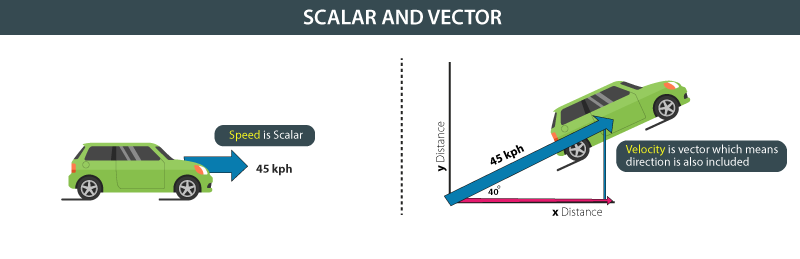 SCALAR AND VECTOR
Speed is Scalar
45 kph
y Distance
45 kph
40°
x Distance
Velocity is vector which means
direction is also included